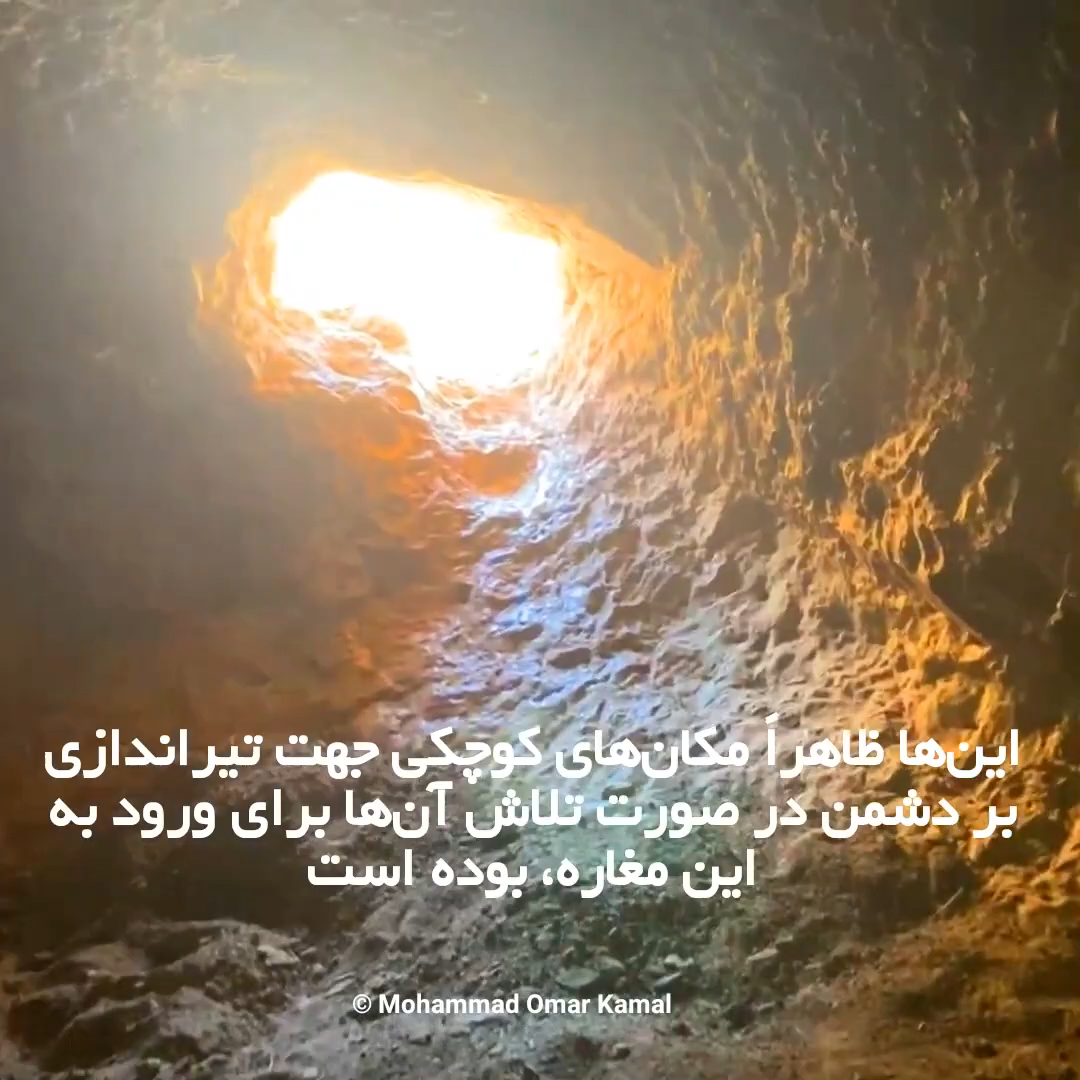 این‌ها ظاهراً مکان‌های کوچکی جهت تیراندازی
بر دشمن در صورت تلاش آن‌ها برای ورود به
این مغاره، بوده است
© Mohammad Omar Kamal